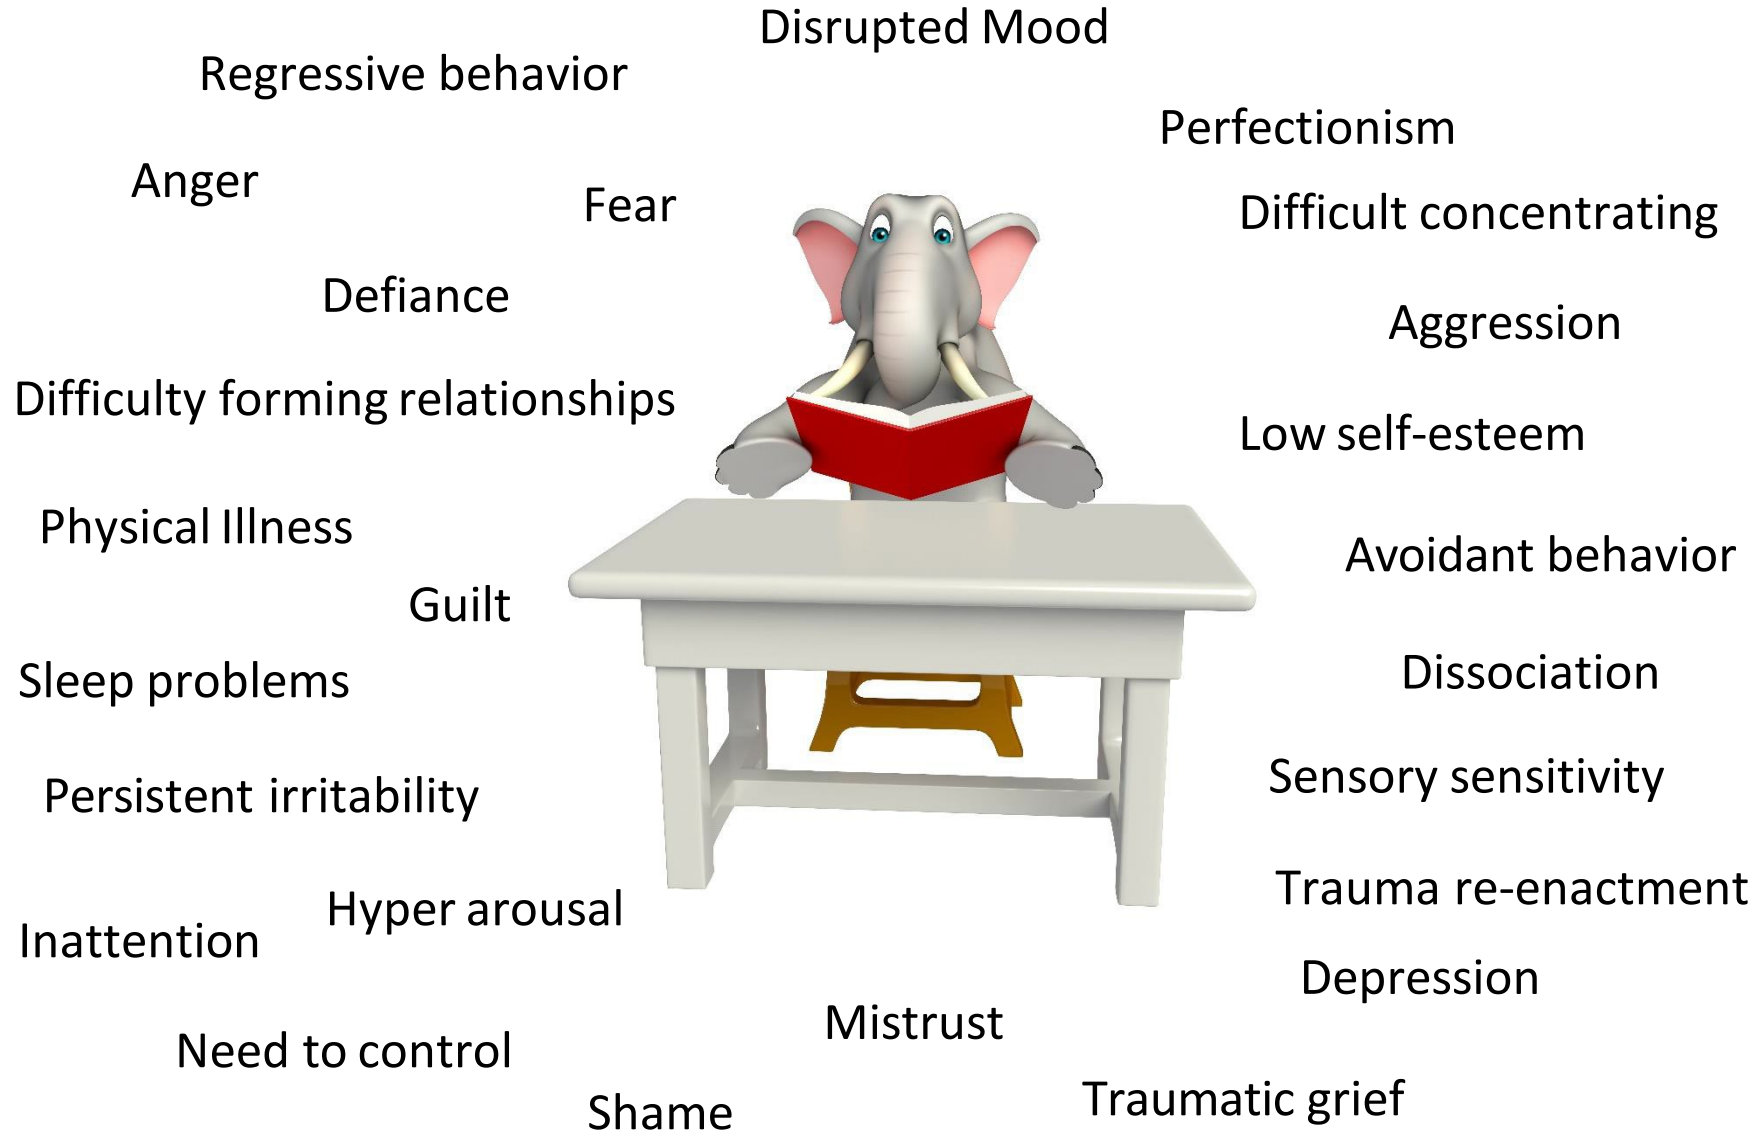 Disrupted Mood
Regressive behavior
Perfectionism
Anger
Fear
Difficult concentrating
Defiance
Aggression
Difficulty forming relationships
Low self-esteem
Physical Illness
Avoidant behavior
Guilt
Sleep problems
Dissociation
Sensory sensitivity
Persistent irritability
Trauma re-enactment
Hyper arousal
Inattention
Depression
Mistrust
Need to control
Traumatic grief
Shame